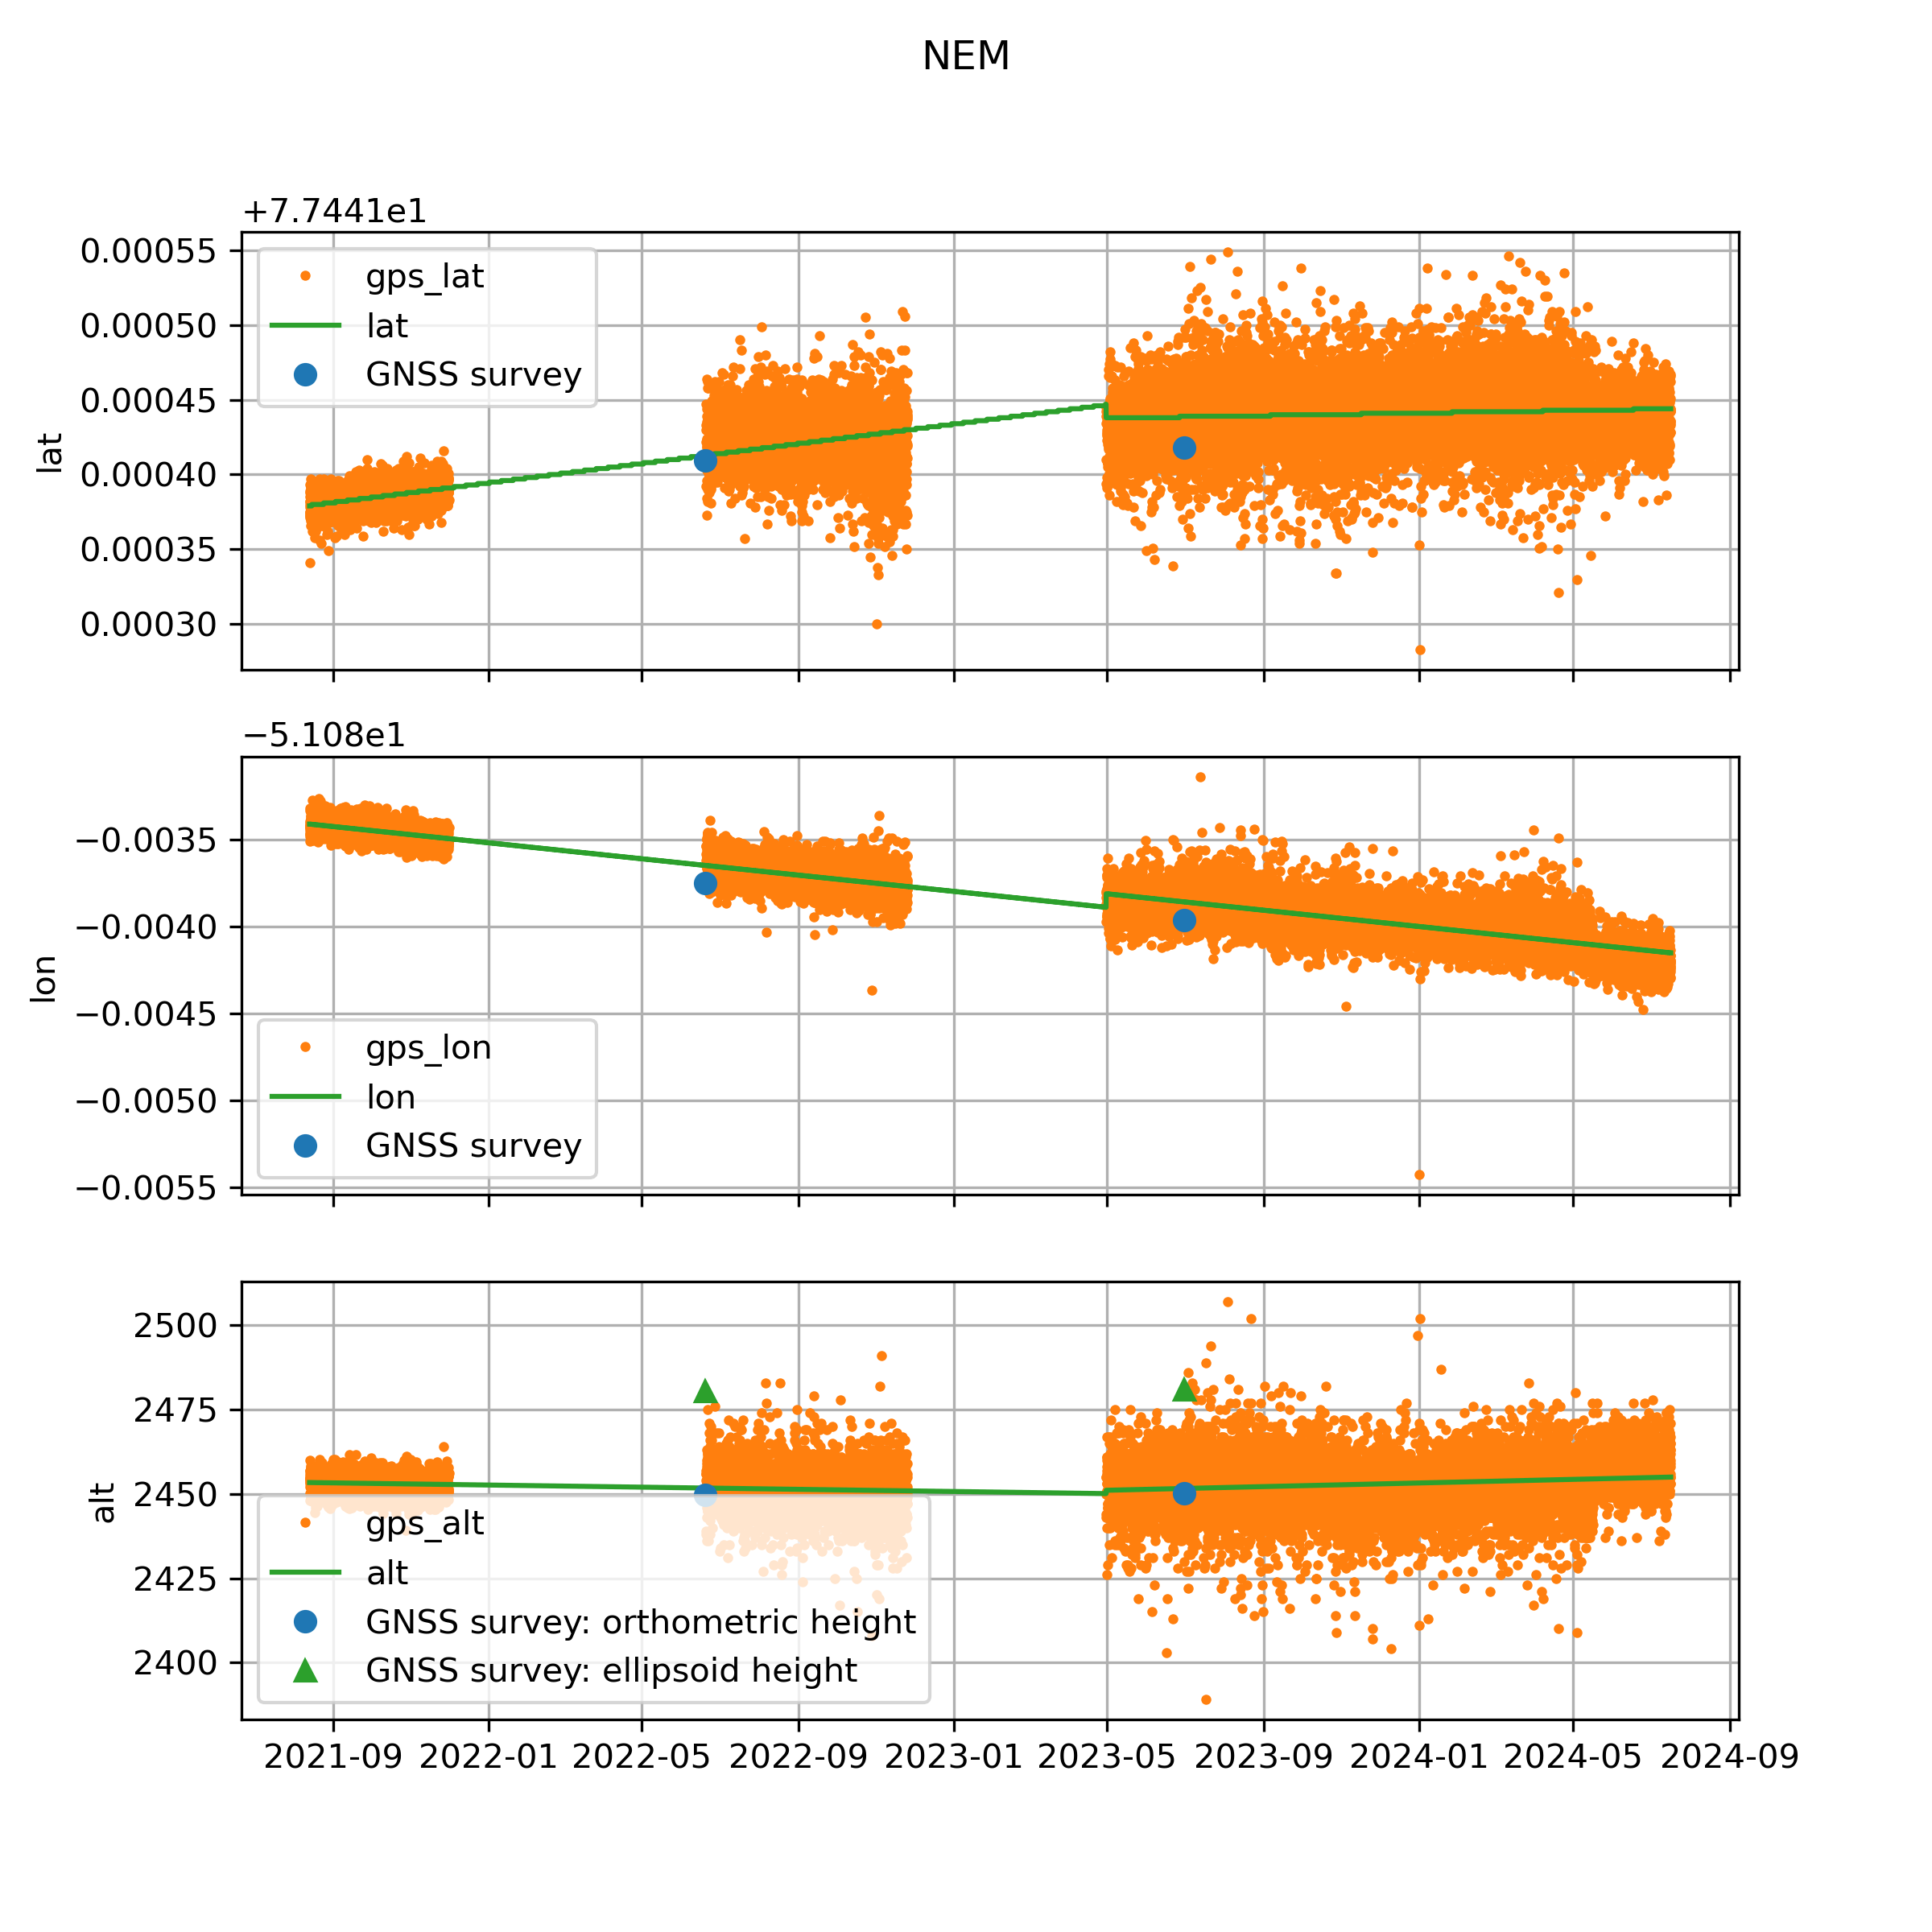 NEM
+7.7441e1
0.00055
0.00050
0.00045
0.00040
0.00035
0.00030
lat
gps_lat
lat
GNSS survey
−5.108e1
−0.0035
−0.0040
−0.0045
−0.0050
−0.0055
lon
gps_lon
lon
GNSS survey
2500
2475
2450
2425
2400
alt
gps_alt
alt
GNSS survey: orthometric height
GNSS survey: ellipsoid height
2021-09 2022-01 2022-05 2022-09 2023-01 2023-05 2023-09 2024-01 2024-05 2024-09